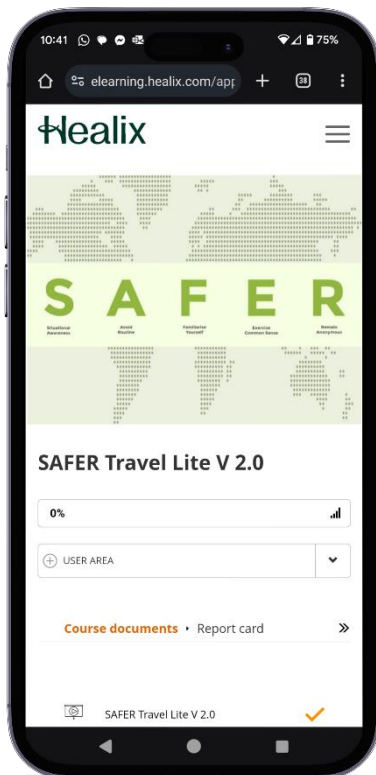 10:41 75%
elearning.healix.com/app 38
Healix
S A F E R
Situational Awareness Avoid Routine Familiarise Yourself Exercise Common Sense Remain Anonymous
SAFER Travel Lite V 2.0
0%
USER AREA
Course documents • Report card »
SAFER Travel Lite V 2.0